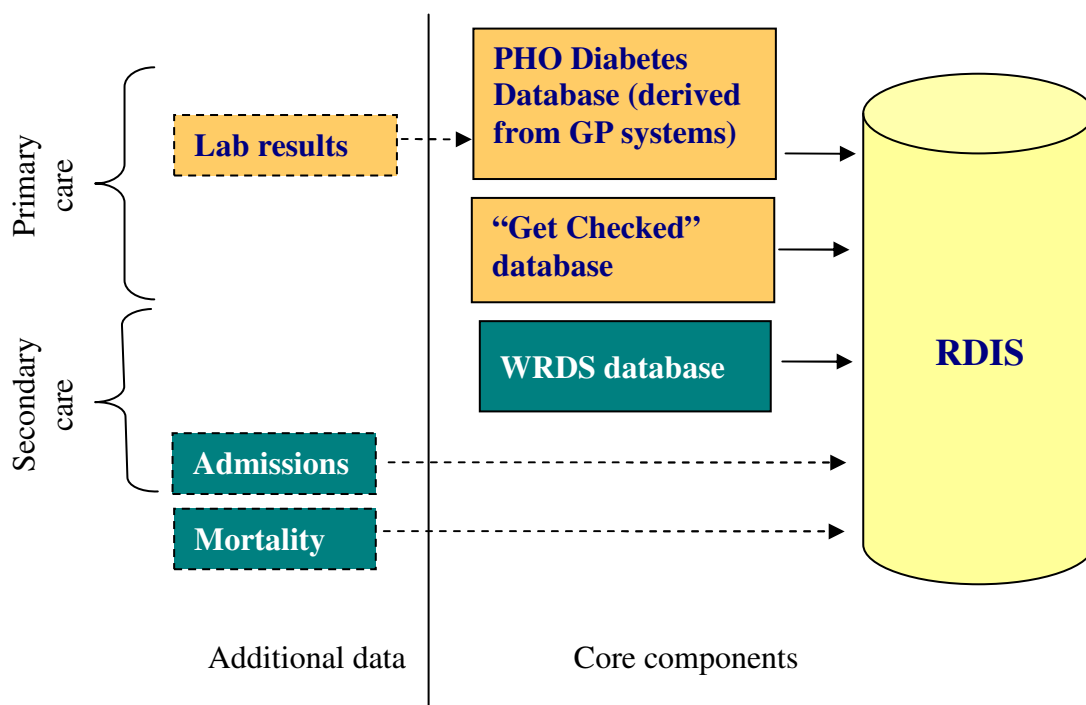 PHO Diabetes
Database (derived
from GP systems)
Primary
care
Lab results
“Get Checked”
database
Secondary
care
WRDS database
RDIS
Admissions
Mortality
Additional data
Core components